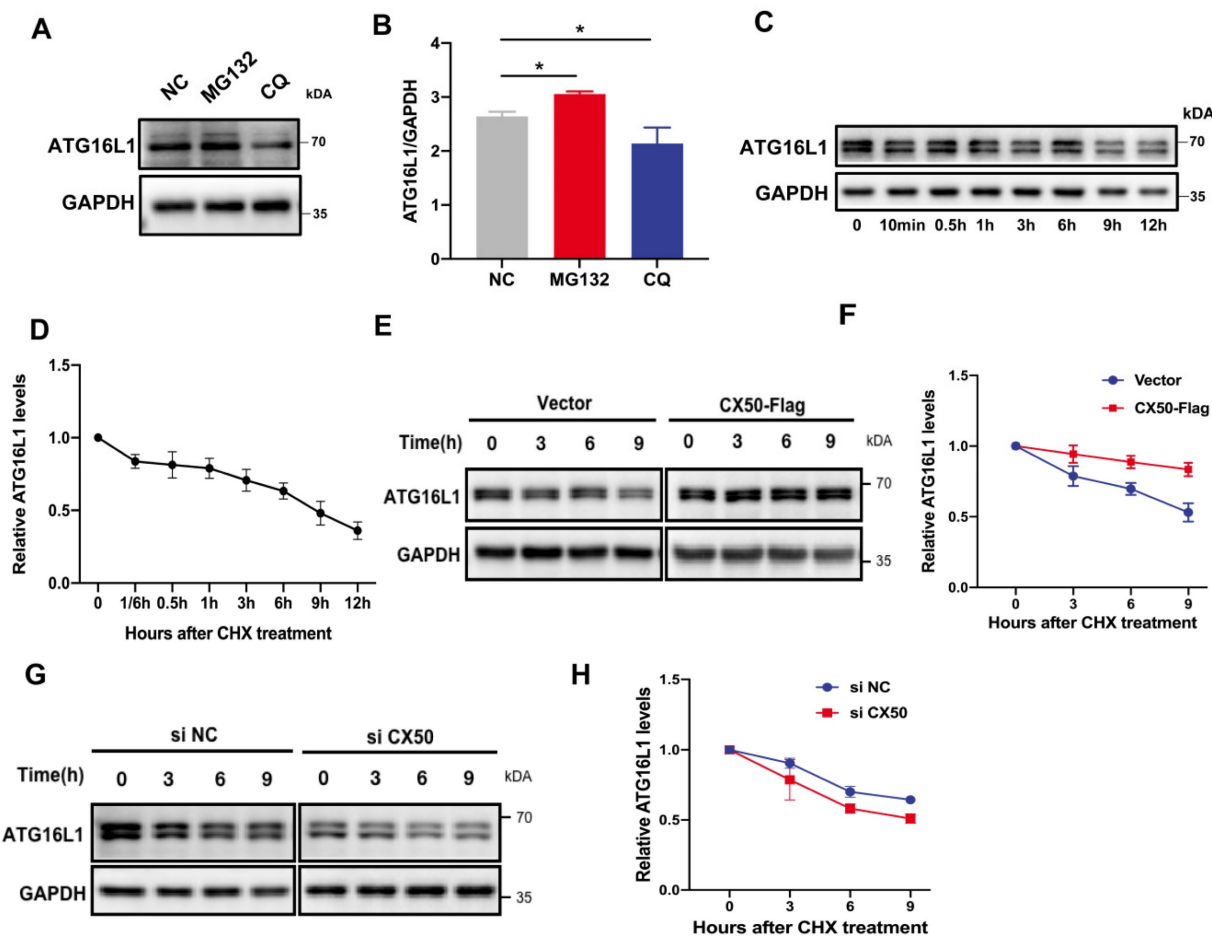 A
NC MG132 CQ
kDA
ATG16L1
70
GAPDH
35
B
ATG16L1/GAPDH
4
3
2
1
0
* *
NC MG132 CQ
C
kDA
ATG16L1
70
GAPDH
35
0 10min 0.5h 1h 3h 6h 9h 12h
D
Relative ATG16L1 levels
1.5
1.0
0.5
0.0
0 1/6h 0.5h 1h 3h 6h 9h 12h
Hours after CHX treatment
E
Vector CX50-Flag
Time(h) 0 3 6 9 0 3 6 9 kDA
ATG16L1
70
GAPDH
35
F
Vector
CX50-Flag
Relative ATG16L1 levels
1.5
1.0
0.5
0.0
0 3 6 9
Hours after CHX treatment
G
si NC si CX50
Time(h) 0 3 6 9 0 3 6 9 kDA
ATG16L1
70
GAPDH
35
H
si NC
si CX50
Relative ATG16L1 levels
1.5
1.0
0.5
0.0
0 3 6 9
Hours after CHX treatment